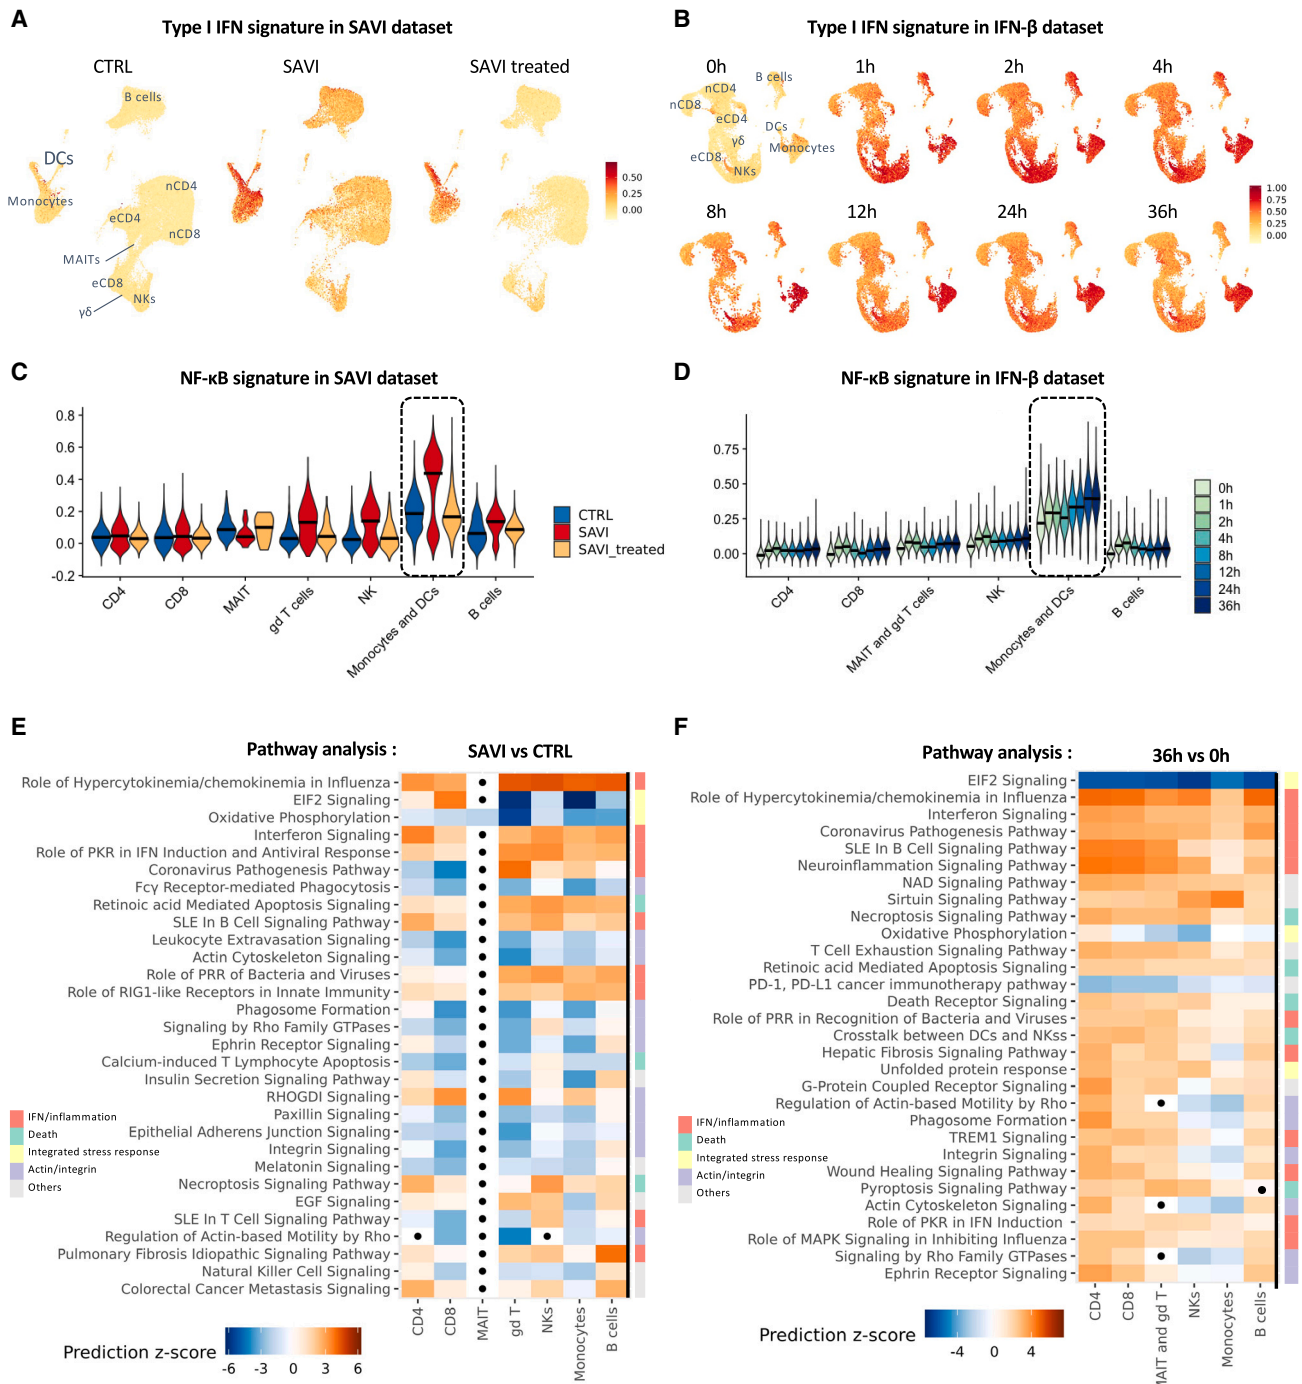 A
Type I IFN signature in SAVI dataset
CTRL
SAVI
SAVI treated
B cells
DCs
Monocytes
nCD4
eCD4
nCD8
MAITs
eCD8
NKs
γδ
0.50
0.25
0.00
B
Type I IFN signature in IFN-β dataset
0h
1h
2h
4h
B cells
nCD4
nCD8
eCD4
DCs
γδ
Monocytes
eCD8
NKs
8h
12h
24h
36h
1.00
0.75
0.50
0.25
0.00
C
NF-κB signature in SAVI dataset
0.8
0.6
0.4
0.2
0.0
-0.2
CD4
CD8
MAIT
gd T cells
NK
Monocytes and DCs
B cells
CTRL
SAVI
SAVI_treated
D
NF-κB signature in IFN-β dataset
0.75
0.50
0.25
0.00
CD4
CD8
MAIT and gd T cells
NK
Monocytes and DCs
B cells
0h
1h
2h
4h
8h
12h
24h
36h
E
Pathway analysis :
SAVI vs CTRL
Role of Hypercytokinemia/chemokinemia in Influenza
EIF2 Signaling
Oxidative Phosphorylation
Interferon Signaling
Role of PKR in IFN Induction and Antiviral Response
Coronavirus Pathogenesis Pathway
Fcγ Receptor-mediated Phagocytosis
Retinoic acid Mediated Apoptosis Signaling
SLE In B Cell Signaling Pathway
Leukocyte Extravasation Signaling
Actin Cytoskeleton Signaling
Role of PRR of Bacteria and Viruses
Role of RIG1-like Receptors in Innate Immunity
Phagosome Formation
Signaling by Rho Family GTPases
Ephrin Receptor Signaling
Calcium-induced T Lymphocyte Apoptosis
Insulin Secretion Signaling Pathway
RHOGDI Signaling
Paxillin Signaling
Epithelial Adherens Junction Signaling
Integrin Signaling
Melatonin Signaling
Necroptosis Signaling Pathway
EGF Signaling
SLE In T Cell Signaling Pathway
Regulation of Actin-based Motility by Rho
Pulmonary Fibrosis Idiopathic Signaling Pathway
Natural Killer Cell Signaling
Colorectal Cancer Metastasis Signaling
IFN/inflammation
Death
Integrated stress response
Actin/integrin
Others
CD4
CD8
MAIT
gd T
NKs
Monocytes
B cells
Prediction z-score
-6
-3
0
3
6
F
Pathway analysis :
36h vs 0h
EIF2 Signaling
Role of Hypercytokinemia/chemokinemia in Influenza
Interferon Signaling
Coronavirus Pathogenesis Pathway
SLE In B Cell Signaling Pathway
Neuroinflammation Signaling Pathway
NAD Signaling Pathway
Sirtuin Signaling Pathway
Necroptosis Signaling Pathway
Oxidative Phosphorylation
T Cell Exhaustion Signaling Pathway
Retinoic acid Mediated Apoptosis Signaling
PD-1, PD-L1 cancer immunotherapy pathway
Death Receptor Signaling
Role of PRR in Recognition of Bacteria and Viruses
Crosstalk between DCs and NKss
Hepatic Fibrosis Signaling Pathway
Unfolded protein response
G-Protein Coupled Receptor Signaling
Regulation of Actin-based Motility by Rho
Phagosome Formation
TREM1 Signaling
Integrin Signaling
Wound Healing Signaling Pathway
Pyroptosis Signaling Pathway
Actin Cytoskeleton Signaling
Role of PKR in IFN Induction
Role of MAPK Signaling in Inhibiting Influenza
Signaling by Rho Family GTPases
Ephrin Receptor Signaling
IFN/inflammation
Death
Integrated stress response
Actin/integrin
Others
CD4
CD8
MAIT and gd T
NKs
Monocytes
B cells
Prediction z-score
-4
0
4